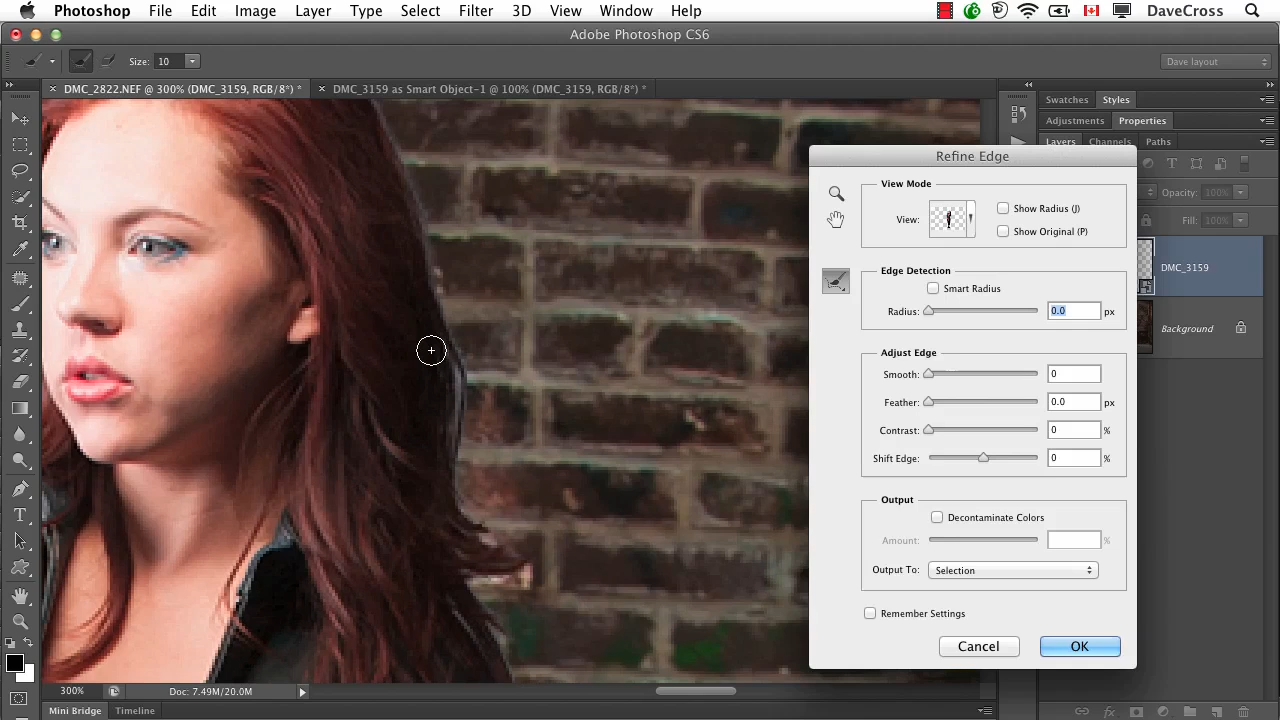 Photoshop File Edit Image Layer Type Select Filter 3D View Window Help DaveCross
Adobe Photoshop CS6
Size: 10 Dave layout
DMC_2822.NEF @ 300% (DMC_3159, RGB/8*) * DMC_3159 as Smart Object-1 @ 100% (DMC_3159, RGB/8*) *
Swatches Styles
Adjustments Properties
Layers Channels Paths
Opacity: 100%
Fill: 100%
DMC_3159
Background
Refine Edge
View Mode
View:
Show Radius (J)
Show Original (P)
Edge Detection
Smart Radius
Radius: 0.0 px
Adjust Edge
Smooth: 0
Feather: 0.0 px
Contrast: 0 %
Shift Edge: 0 %
Output
Decontaminate Colors
Amount: %
Output To: Selection
Remember Settings
Cancel OK
300% Doc: 7.49M/20.0M
Mini Bridge Timeline